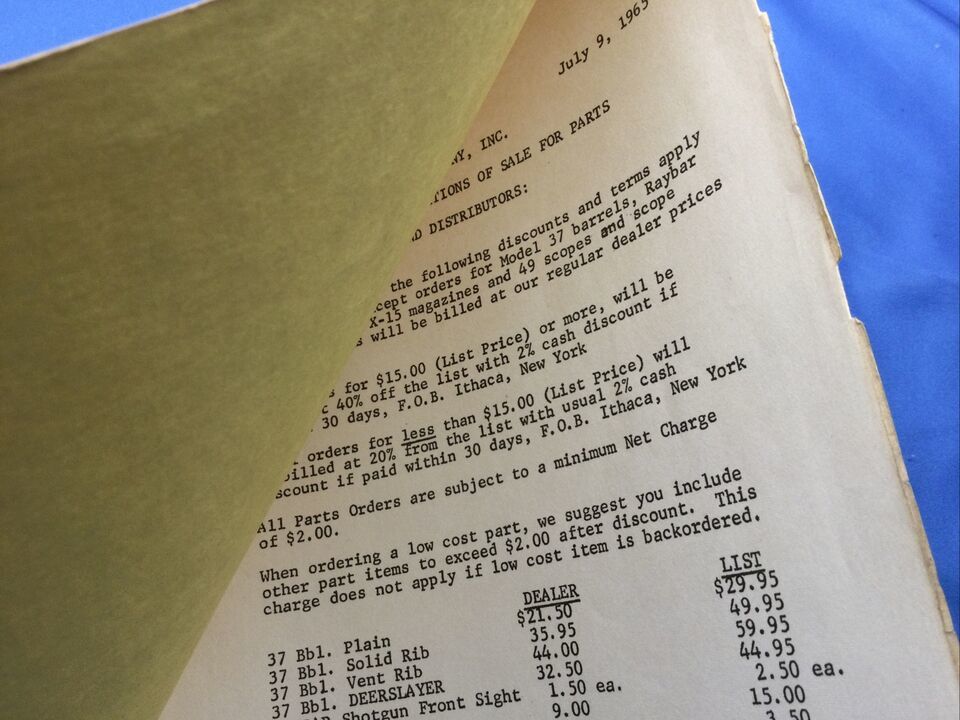 July 9, 1965
NY, INC.
TIONS OF SALE FOR PARTS
D DISTRIBUTORS:
the following discounts and terms apply
cept orders for Model 37 barrels, Raybar
X-15 magazines and 49 scopes and scope
s will be billed at our regular dealer prices
s for $15.00 (List Price) or more, will be
t 40% off the list with 2% cash discount if
30 days, F.O.B. Ithaca, New York
orders for less than $15.00 (List Price) will
billed at 20% from the list with usual 2% cash
scount if paid within 30 days, F.O.B. Ithaca, New York
All Parts Orders are subject to a minimum Net Charge
of $2.00.
When ordering a low cost part, we suggest you include
other part items to exceed $2.00 after discount. This
charge does not apply if low cost item is backordered.
DEALER LIST
37 Bbl. Plain $21.50 $29.95
37 Bbl. Solid Rib 35.95 49.95
37 Bbl. Vent Rib 44.00 59.95
37 Bbl. DEERSLAYER 32.50 44.95
Shotgun Front Sight 1.50 ea. 2.50 ea.
9.00 15.00
3.50